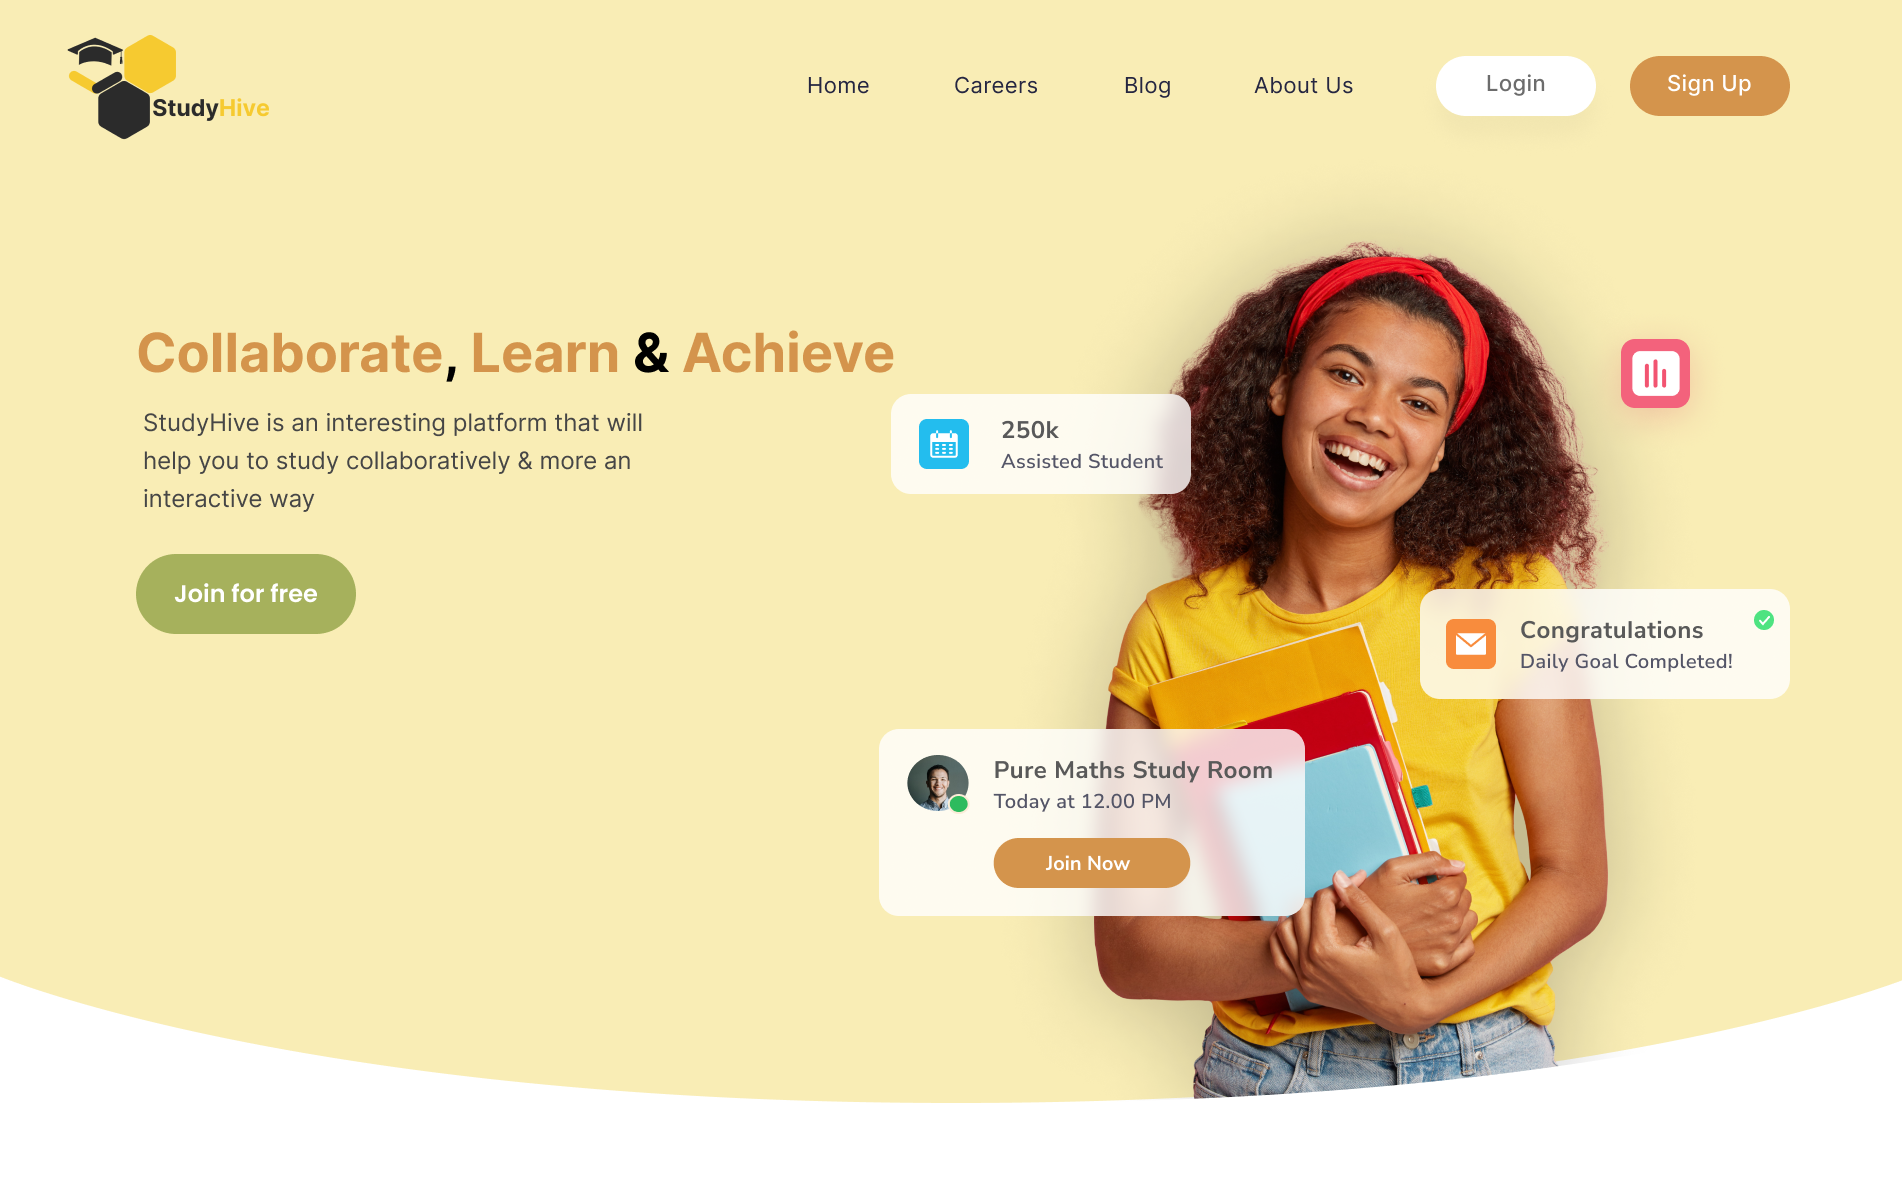 StudyHive
Home
Careers
Blog
About Us
Login
Sign Up
Collaborate, Learn & Achieve
StudyHive is an interesting platform that will
help you to study collaboratively & more an
interactive way
Join for free
250k
Assisted Student
Congratulations
Daily Goal Completed!
Pure Maths Study Room
Today at 12.00 PM
Join Now